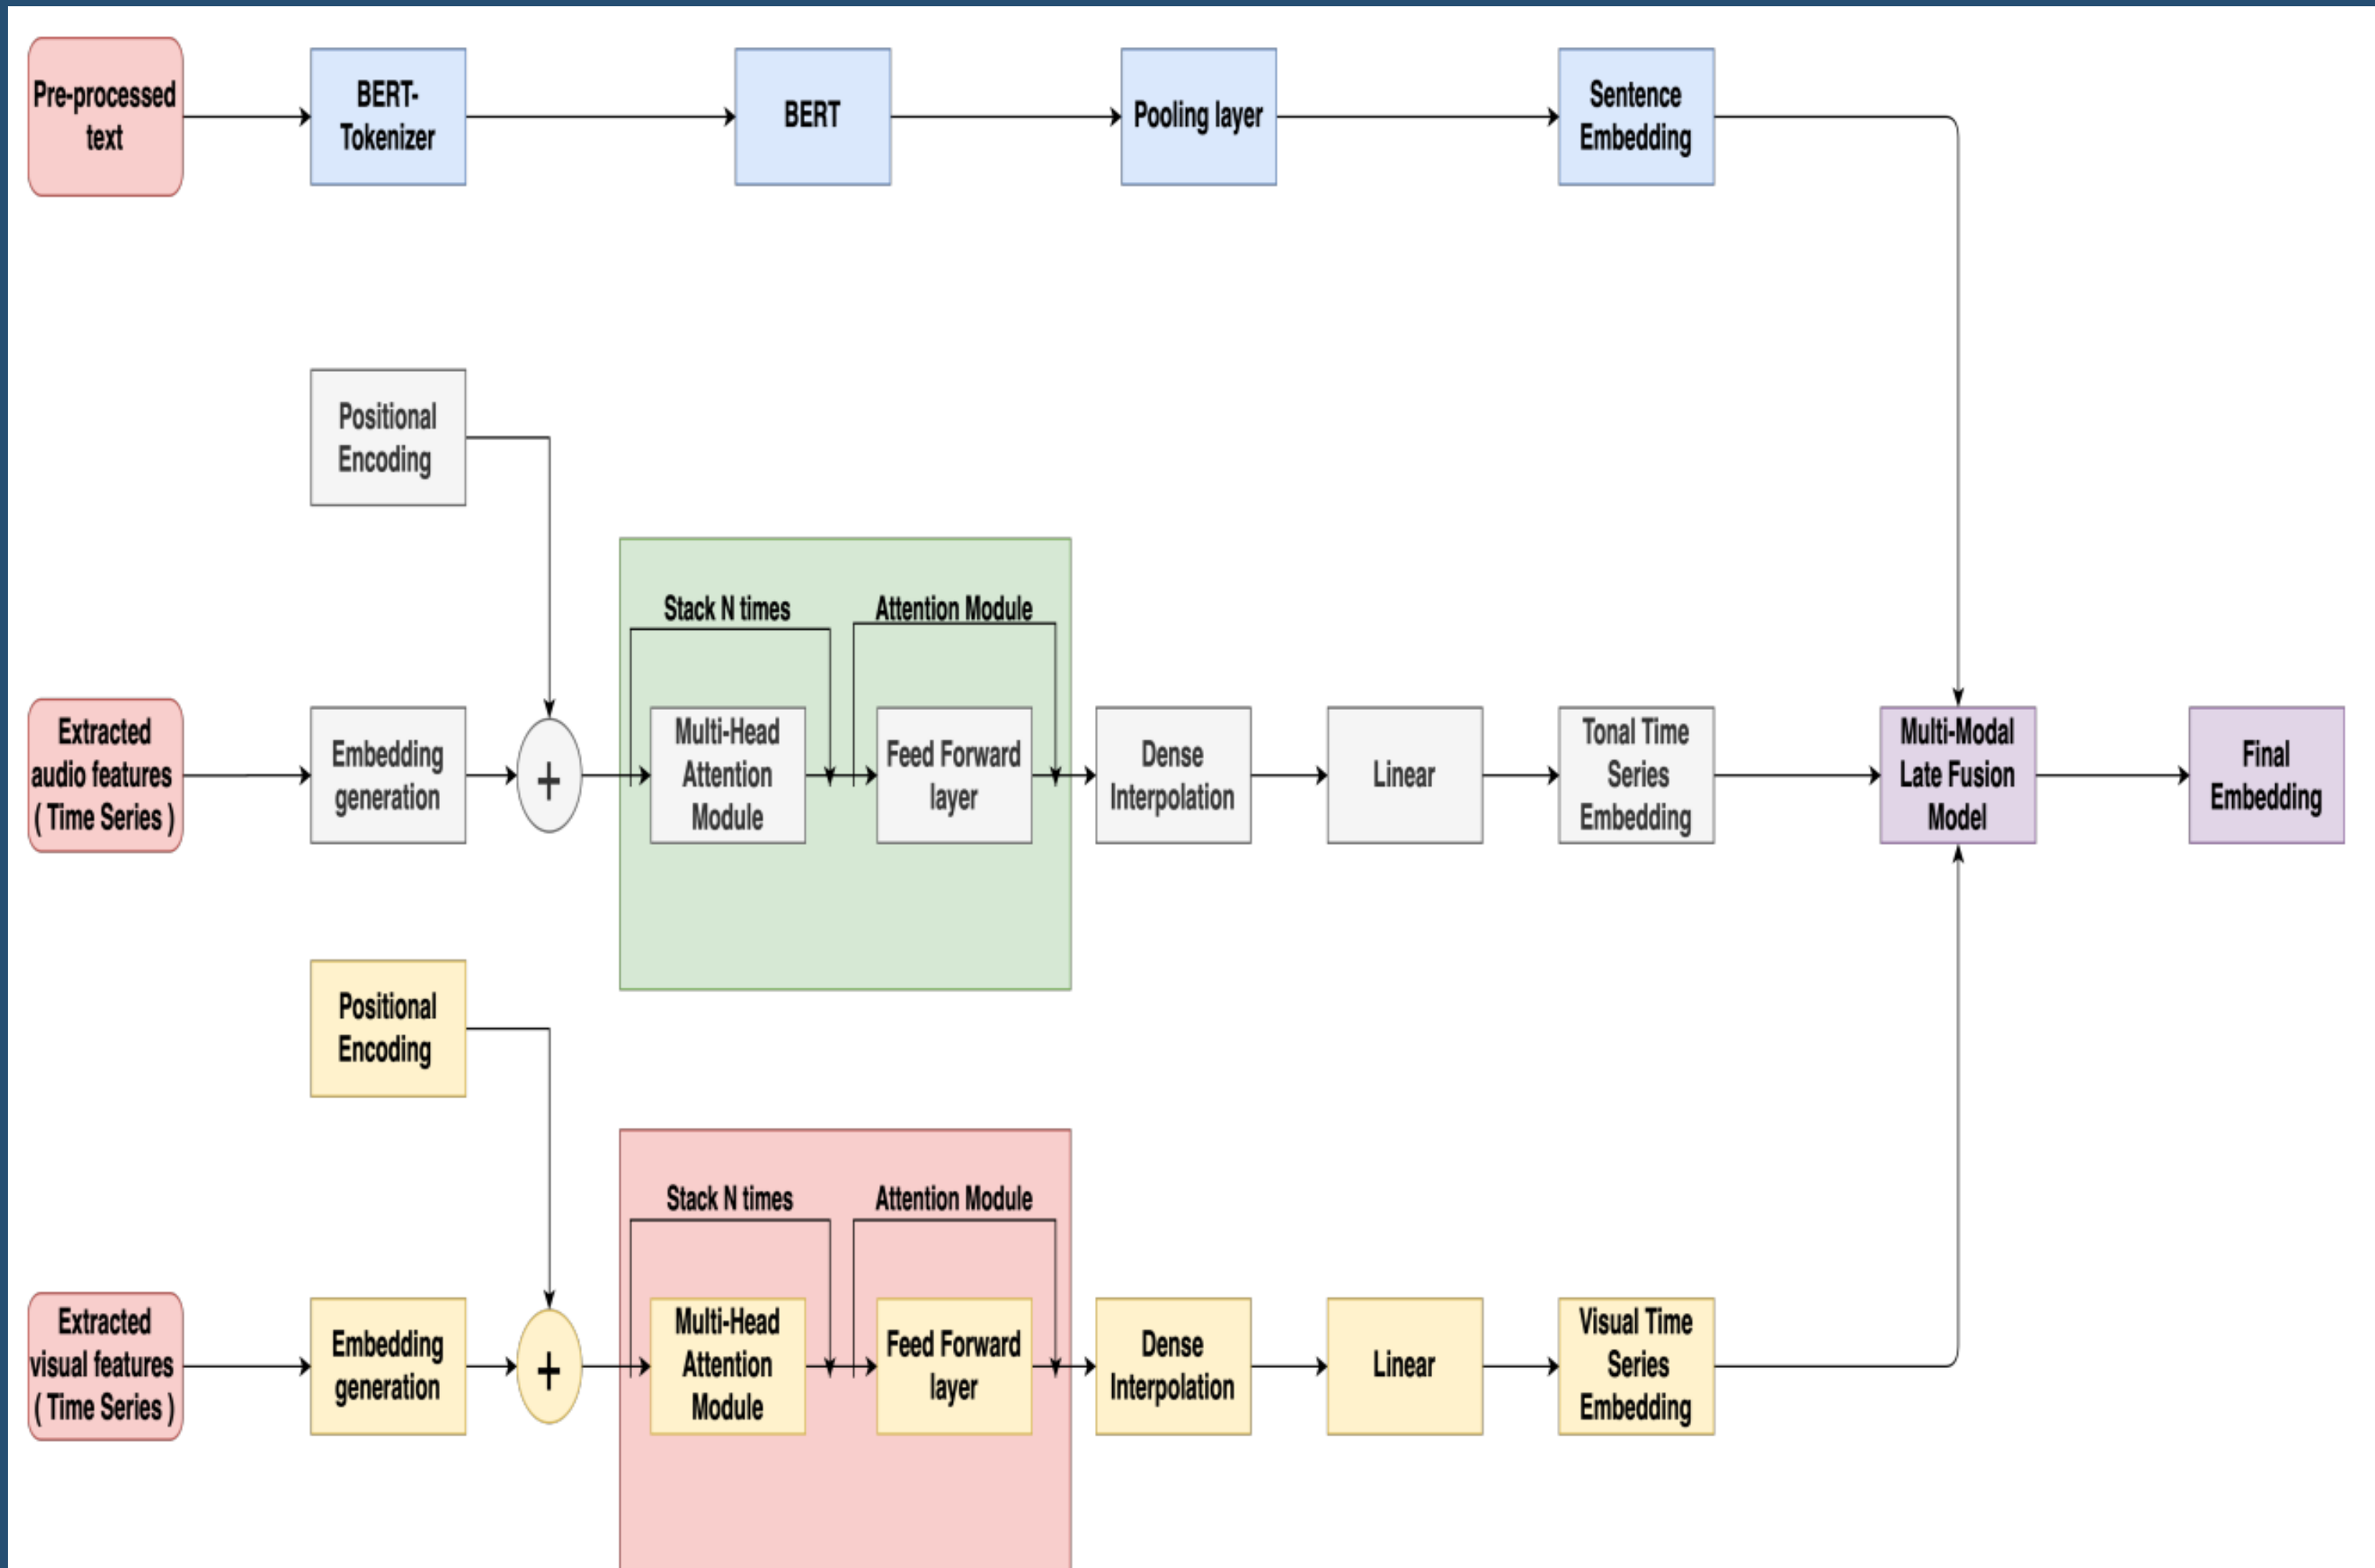 Pre-processed
text
BERT-
Tokenizer
BERT
Pooling layer
Sentence
Embedding
Positional
Encoding
Stack N times
Attention Module
Extracted
audio features
( Time Series )
Embedding
generation
+
Multi-Head
Attention
Module
Feed Forward
layer
Dense
Interpolation
Linear
Tonal Time
Series
Embedding
Multi-Modal
Late Fusion
Model
Final
Embedding
Positional
Encoding
Stack N times
Attention Module
Extracted
visual features
( Time Series )
Embedding
generation
+
Multi-Head
Attention
Module
Feed Forward
layer
Dense
Interpolation
Linear
Visual Time
Series
Embedding